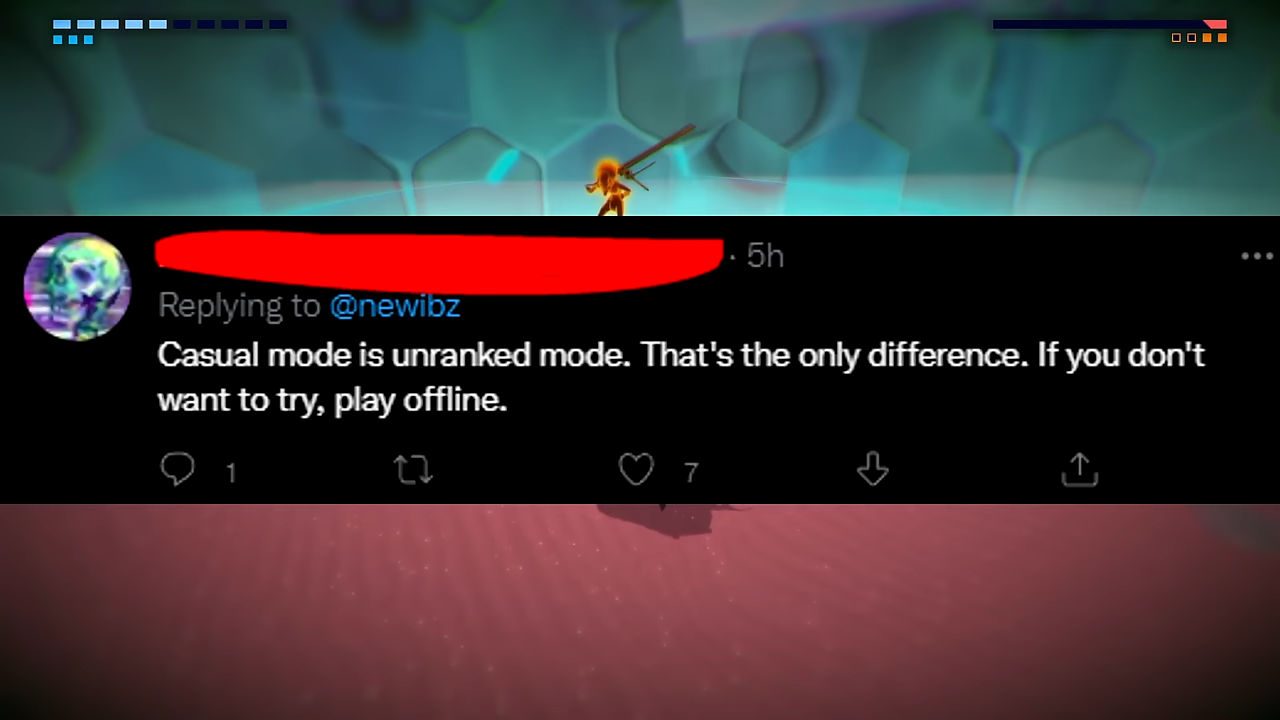 · 5h
Replying to @newibz
Casual mode is unranked mode. That's the only difference. If you don't
want to try, play offline.
1 7